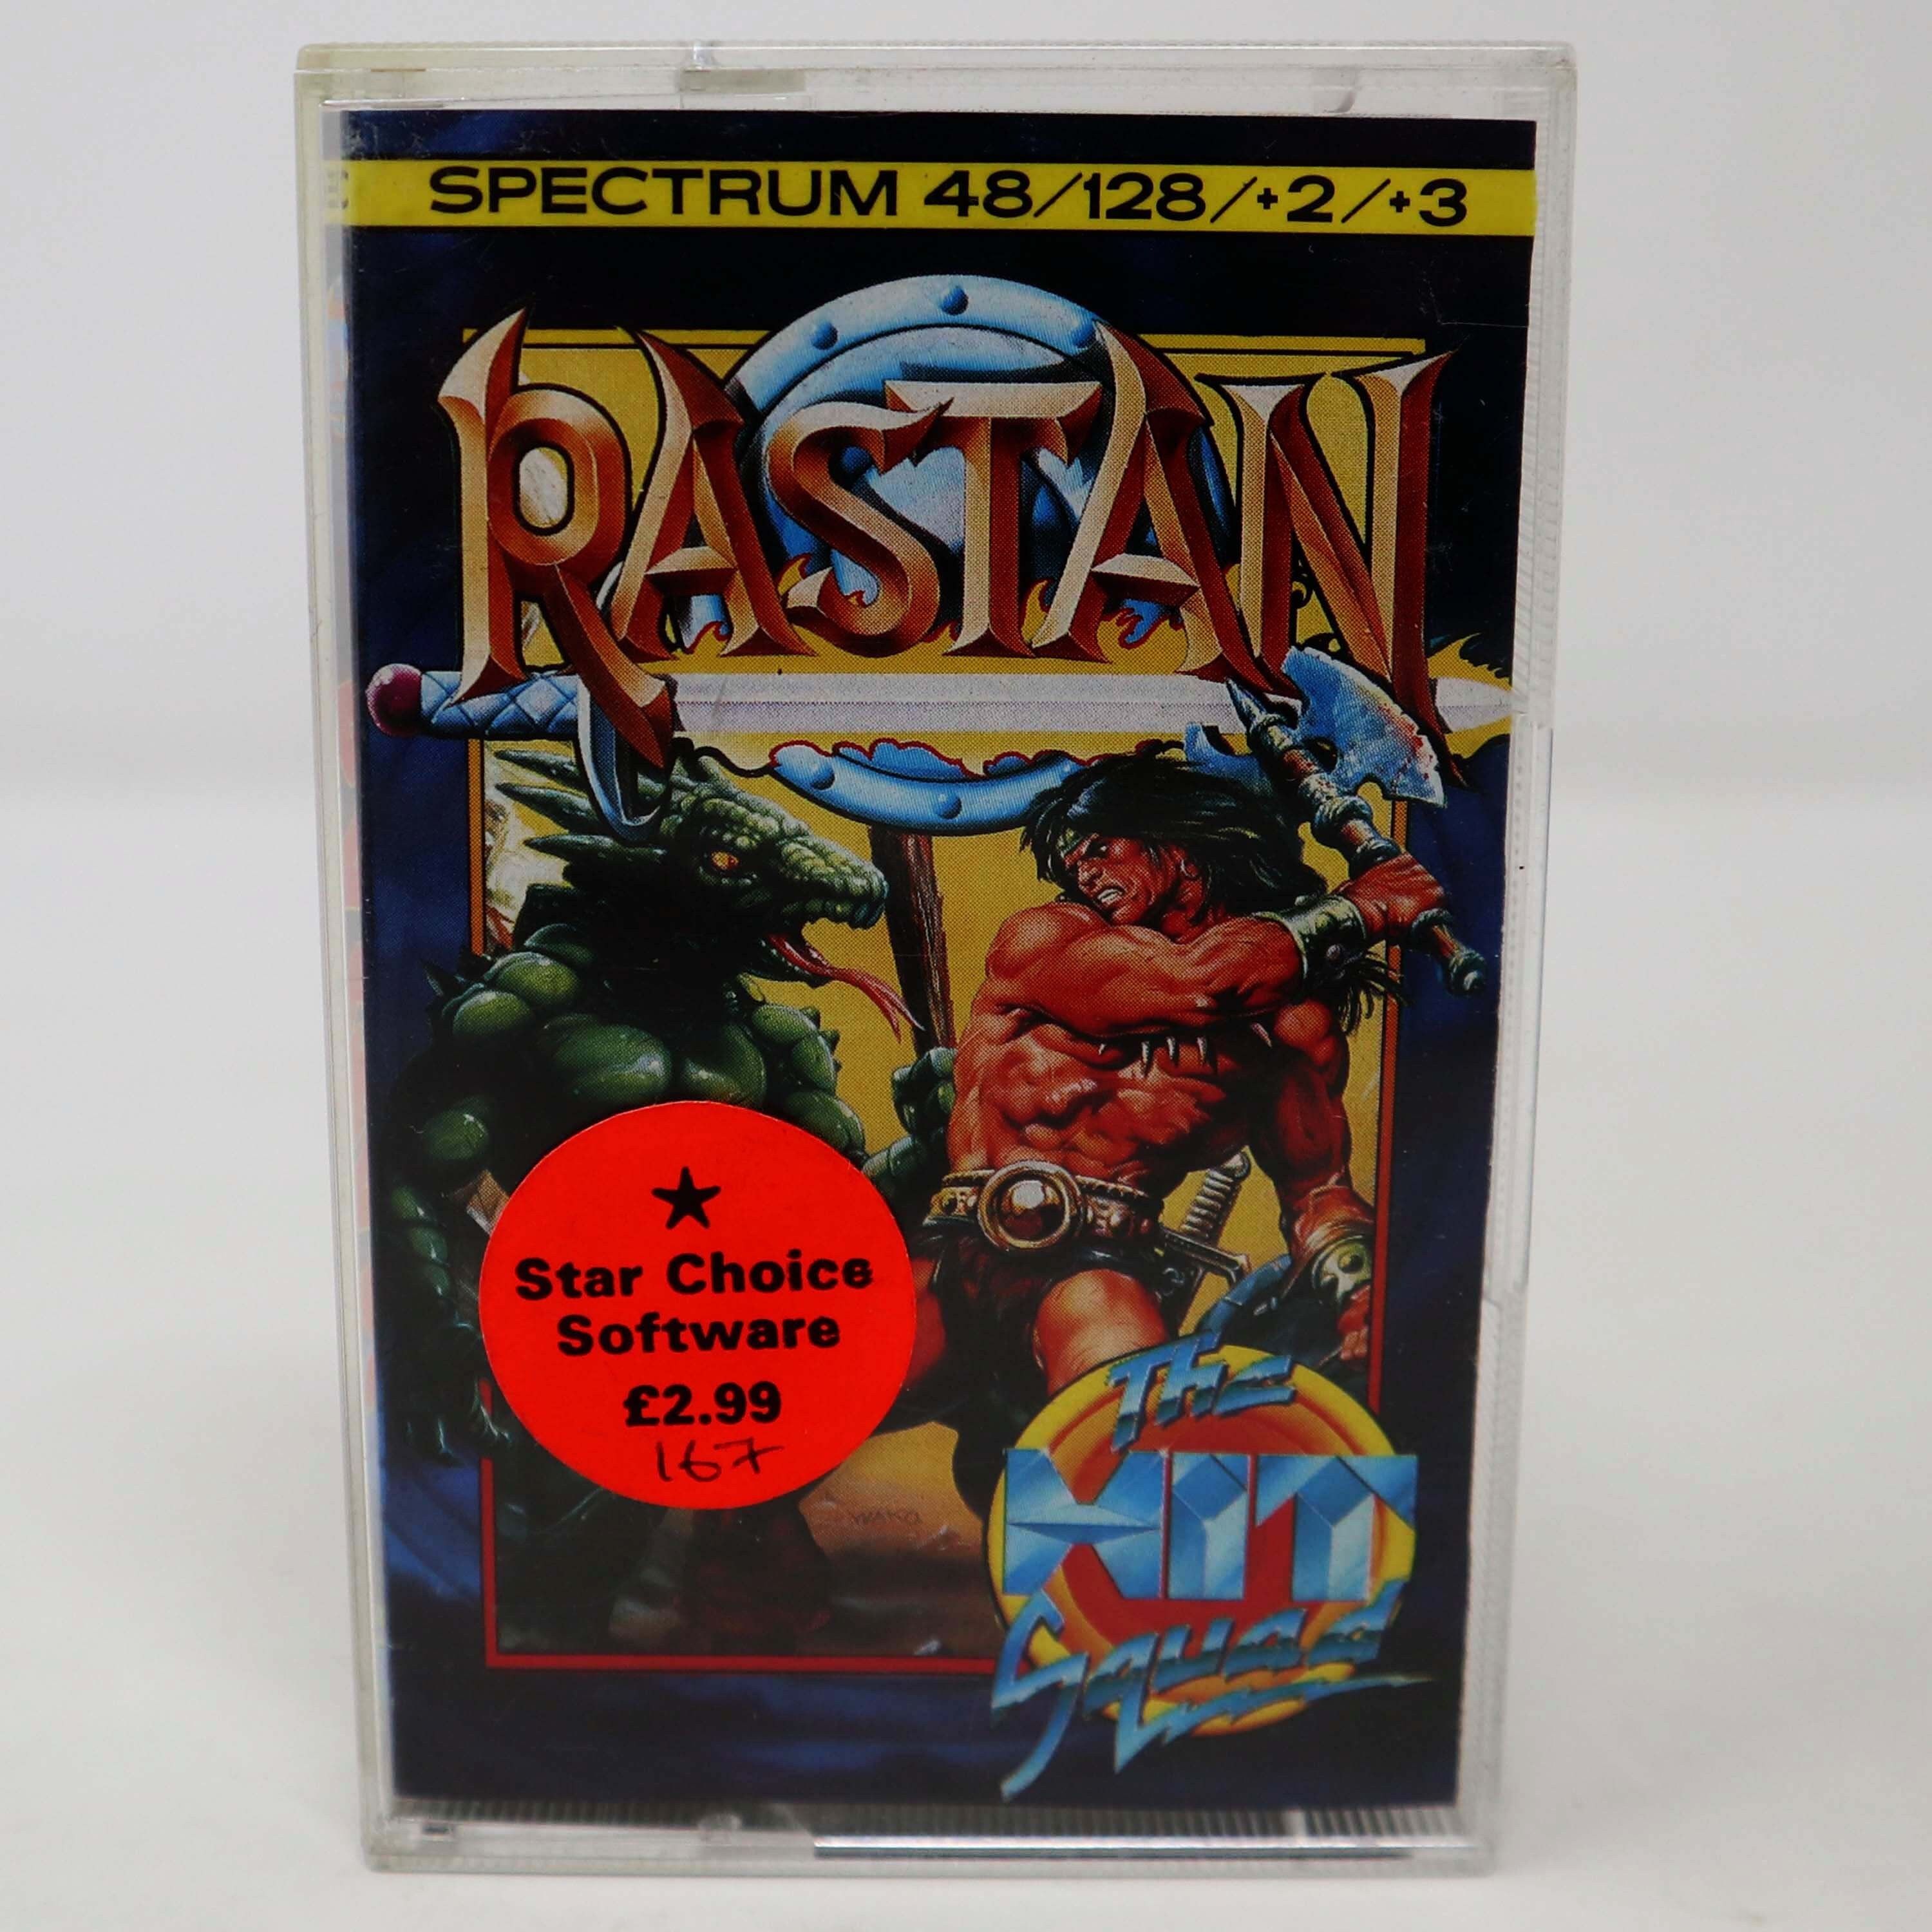 SPECTRUM 48/128/+2/+3
RASTAN
★
Star Choice
Software
£2.99
167
THE
HIT
Squad